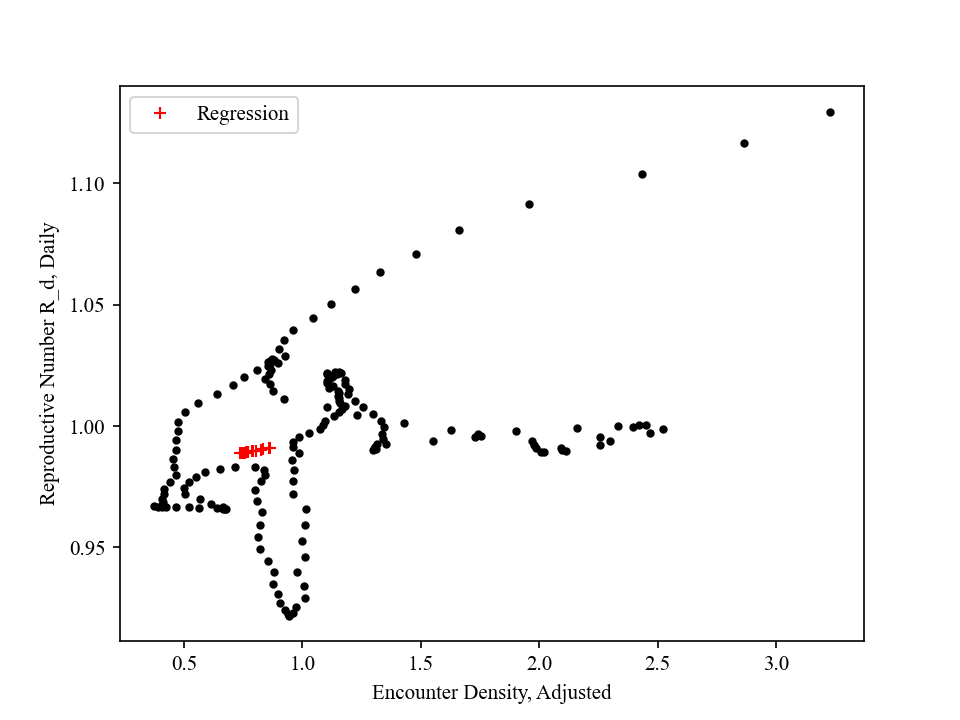 Regression
1.10
1.05
1.00
0.95
Reproductive Number R_d, Daily
0.5 1.0 1.5 2.0 2.5 3.0
Encounter Density, Adjusted